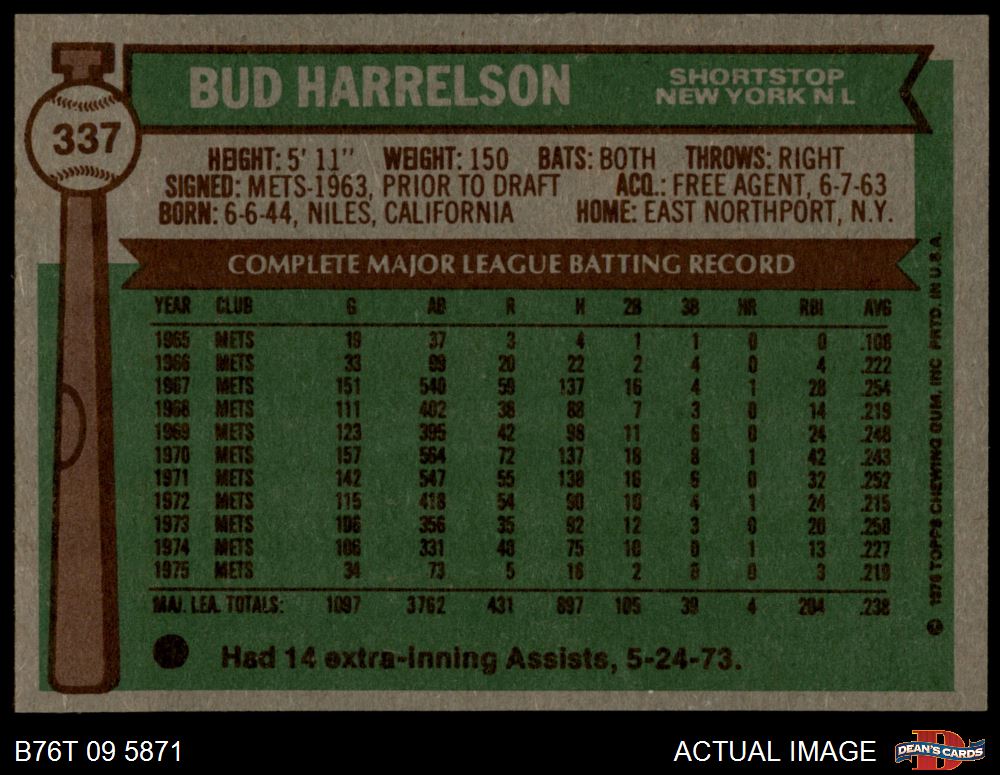 BUD HARRELSON
SHORTSTOP
NEW YORK N L
337
HEIGHT: 5' 11" WEIGHT: 150 BATS: BOTH THROWS: RIGHT
SIGNED: METS-1963, PRIOR TO DRAFT ACQ.: FREE AGENT, 6-7-63
BORN: 6-6-44, NILES, CALIFORNIA HOME: EAST NORTHPORT, N.Y.
COMPLETE MAJOR LEAGUE BATTING RECORD
YEAR CLUB G AB R H 2B 3B HR RBI AVG
1965 METS 19 37 3 4 1 1 0 0 .108
1966 METS 33 99 20 22 2 4 0 4 .222
1967 METS 151 540 59 137 16 4 1 28 .254
1968 METS 111 402 38 88 7 3 0 14 .219
1969 METS 123 395 42 98 11 6 0 24 .248
1970 METS 157 564 72 137 18 8 1 42 .243
1971 METS 142 547 55 138 16 6 0 32 .252
1972 METS 115 418 54 90 10 4 1 24 .215
1973 METS 106 356 35 92 12 3 0 20 .258
1974 METS 106 331 48 75 10 0 1 13 .227
1975 METS 34 73 5 16 2 0 0 3 .219
MAJ. LEA. TOTALS: 1097 3762 431 897 105 39 4 204 .238
Had 14 extra-inning Assists, 5-24-73.
© 1976 TOPPS CHEWING GUM, INC PRTD. IN U.S.A.
B76T 09 5871
ACTUAL IMAGE
DEAN'S CARDS